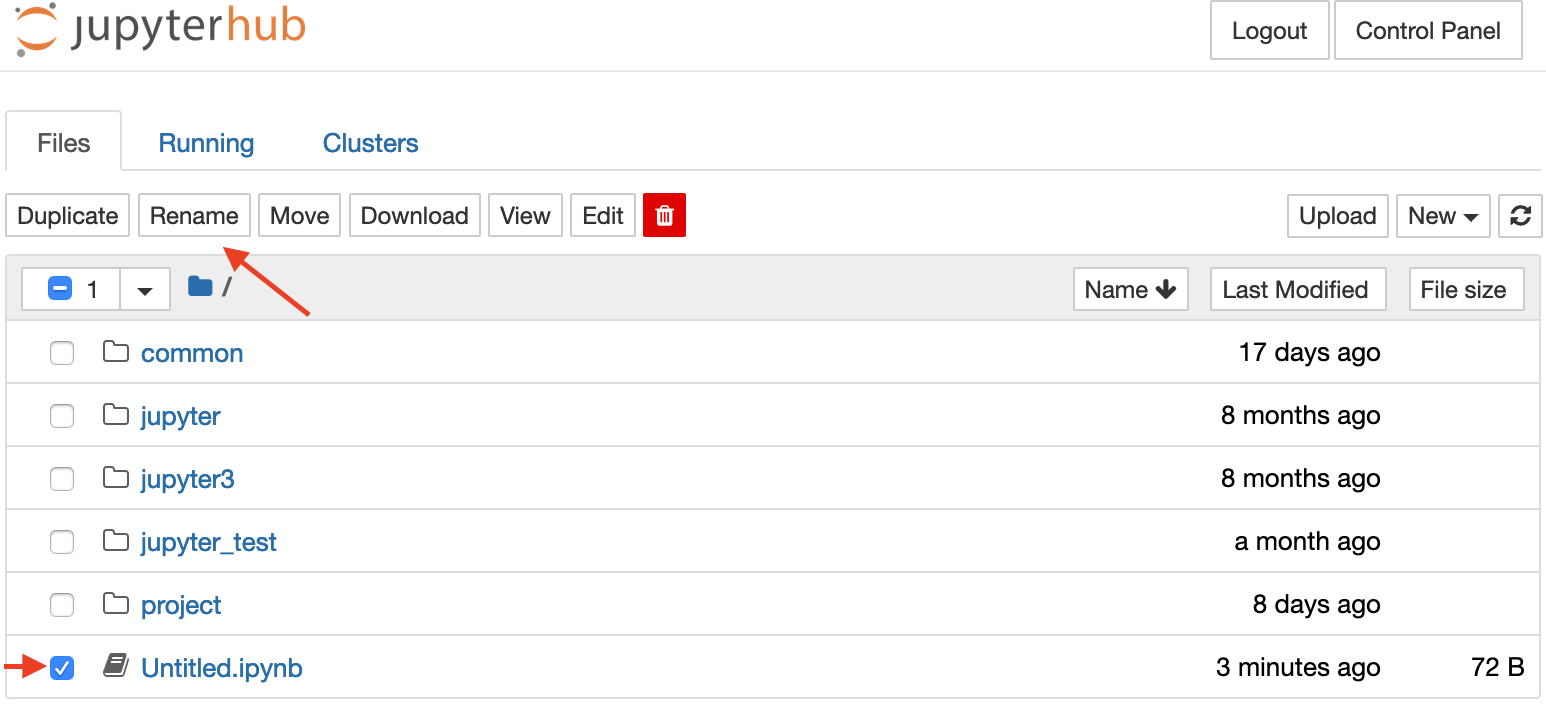 jupyterhub Logout Control Panel
Files Running Clusters
Duplicate Rename Move Download View Edit Upload New
1 / Name Last Modified File size
common 17 days ago
jupyter 8 months ago
jupyter3 8 months ago
jupyter_test a month ago
project 8 days ago
Untitled.ipynb 3 minutes ago 72 B